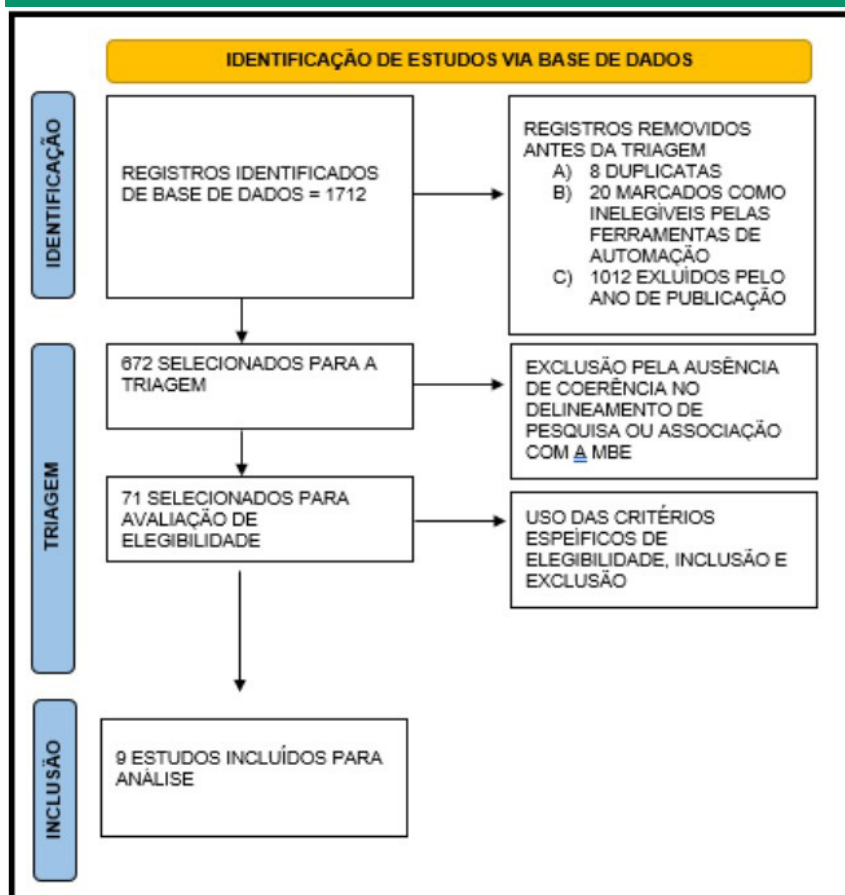 IDENTIFICAÇÃO DE ESTUDOS VIA BASE DE DADOS
IDENTIFICAÇÃO
REGISTROS IDENTIFICADOS
DE BASE DE DADOS = 1712
REGISTROS REMOVIDOS
ANTES DA TRIAGEM
A) 8 DUPLICATAS
B) 20 MARCADOS COMO
INELEGÍVEIS PELAS
FERRAMENTAS DE
AUTOMAÇÃO
C) 1012 EXLUÍDOS PELO
ANO DE PUBLICAÇÃO
TRIAGEM
672 SELECIONADOS PARA A
TRIAGEM
EXCLUSÃO PELA AUSÊNCIA
DE COERÊNCIA NO
DELINEAMENTO DE
PESQUISA OU ASSOCIAÇÃO
COM A MBE
71 SELECIONADOS PARA
AVALIAÇÃO DE
ELEGIBILIDADE
USO DAS CRITÉRIOS
ESPEÌFICOS DE
ELEGIBILIDADE, INCLUSÃO E
EXCLUSÃO
INCLUSÃO
9 ESTUDOS INCLUÍDOS PARA
ANÁLISE